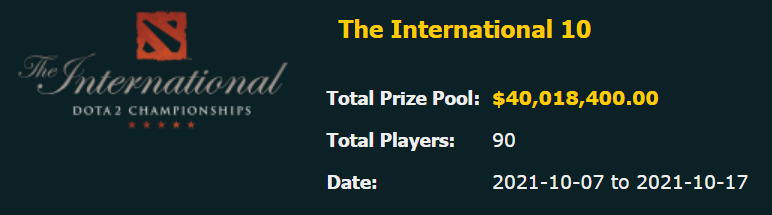 The International 10
The
International
DOTA 2 CHAMPIONSHIPS
Total Prize Pool: $40,018,400.00
Total Players: 90
Date: 2021-10-07 to 2021-10-17